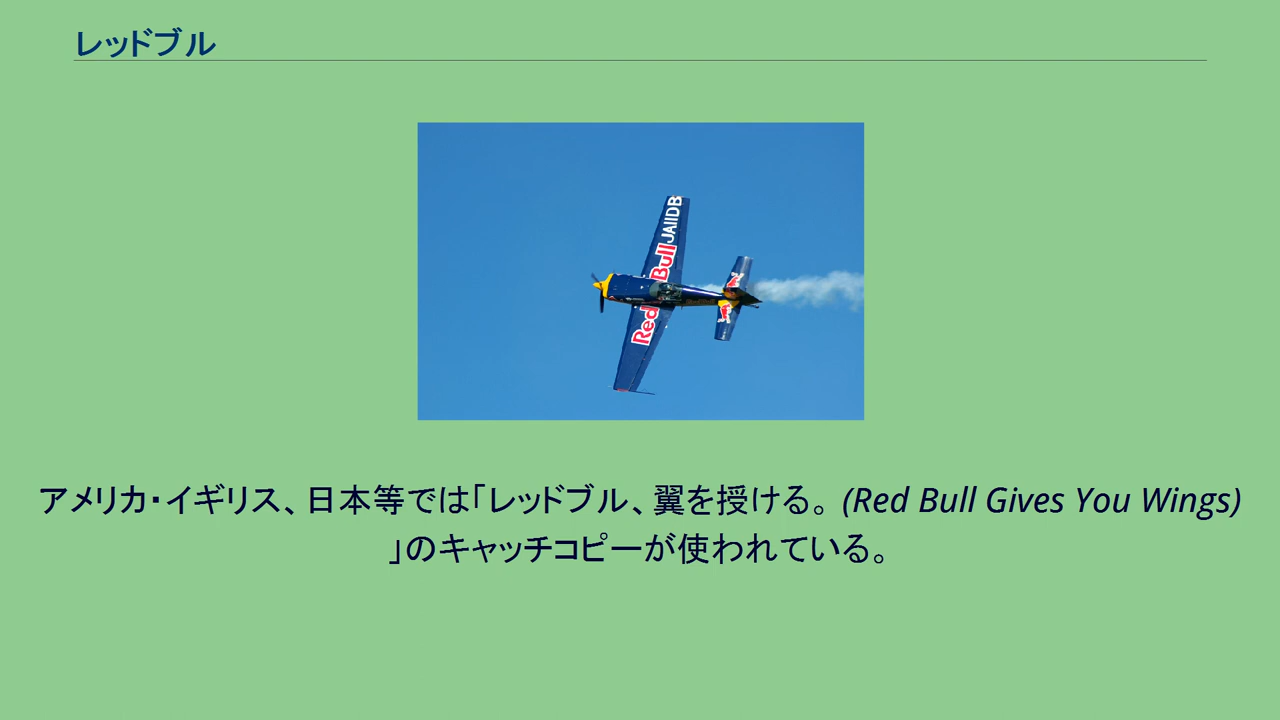 レッドブル
JA11DB
Red Bull
アメリカ・イギリス、日本等では「レッドブル、翼を授ける。 (Red Bull Gives You Wings)
」のキャッチコピーが使われている。